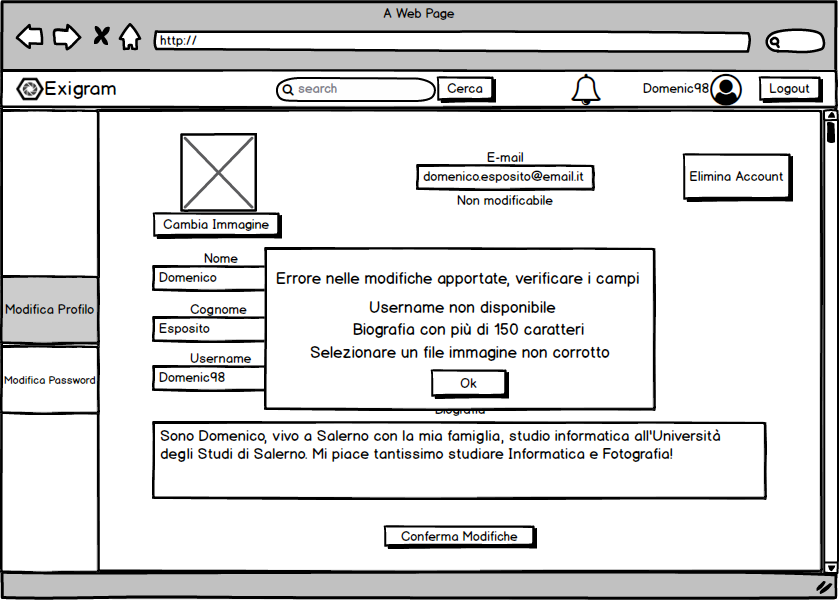 A Web Page
http://
Exigram
search
Cerca
Domenic98
Logout
E-mail
domenico.esposito@email.it
Non modificabile
Elimina Account
Cambia Immagine
Nome
Domenico
Cognome
Esposito
Username
Domenic98
Modifica Profilo
Modifica Password
Errore nelle modifiche apportate, verificare i campi
Username non disponibile
Biografia con più di 150 caratteri
Selezionare un file immagine non corrotto
Ok
Biografia
Sono Domenico, vivo a Salerno con la mia famiglia, studio informatica all'Università
degli Studi di Salerno. Mi piace tantissimo studiare Informatica e Fotografia!
Conferma Modifiche